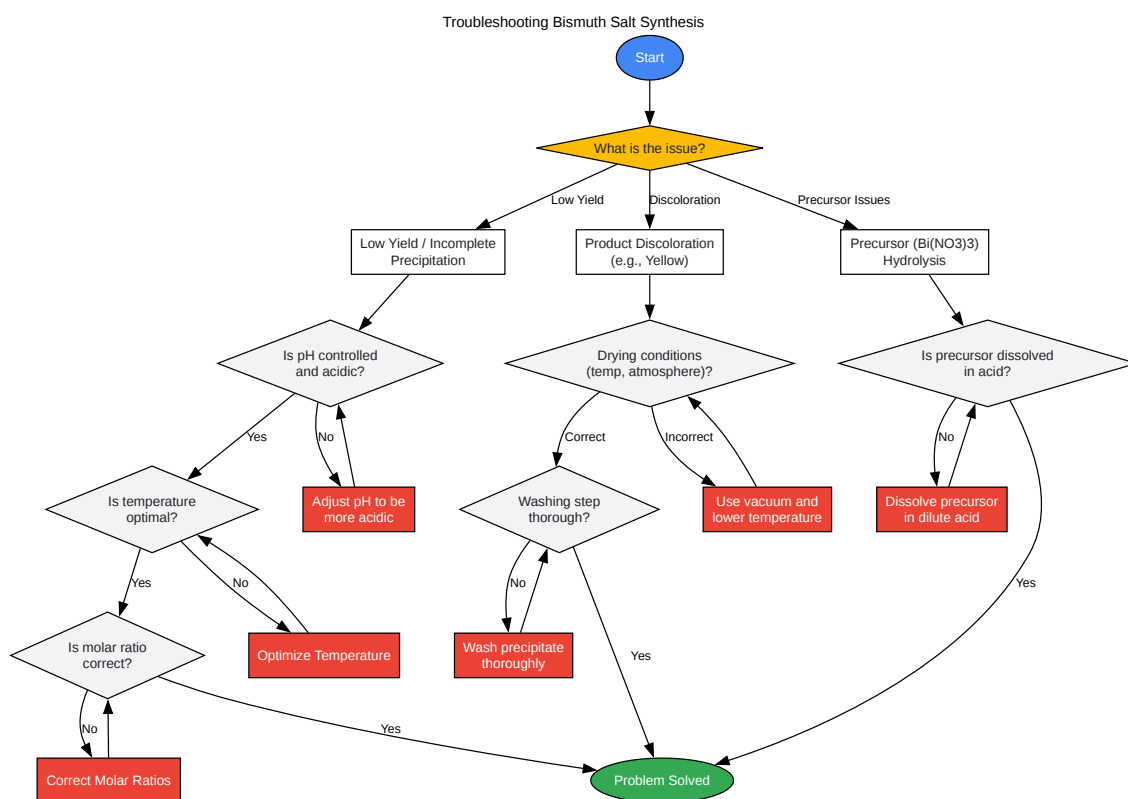 Troubleshooting Bismuth Salt Synthesis
Start
What is the issue?
Low Yield
Discoloration
Precursor Issues
Low Yield / Incomplete
Precipitation
Product Discoloration
(e.g., Yellow)
Precursor (Bi(NO3)3)
Hydrolysis
Is pH controlled
and acidic?
Drying conditions
(temp, atmosphere)?
Is precursor dissolved
in acid?
Yes
No
Correct
Incorrect
No
Is temperature
optimal?
Adjust pH to be
more acidic
Washing step
thorough?
Use vacuum and
lower temperature
Dissolve precursor
in dilute acid
Yes
No
No
Yes
Is molar ratio
correct?
Optimize Temperature
Wash precipitate
thoroughly
Yes
No
Yes
Correct Molar Ratios
Problem Solved